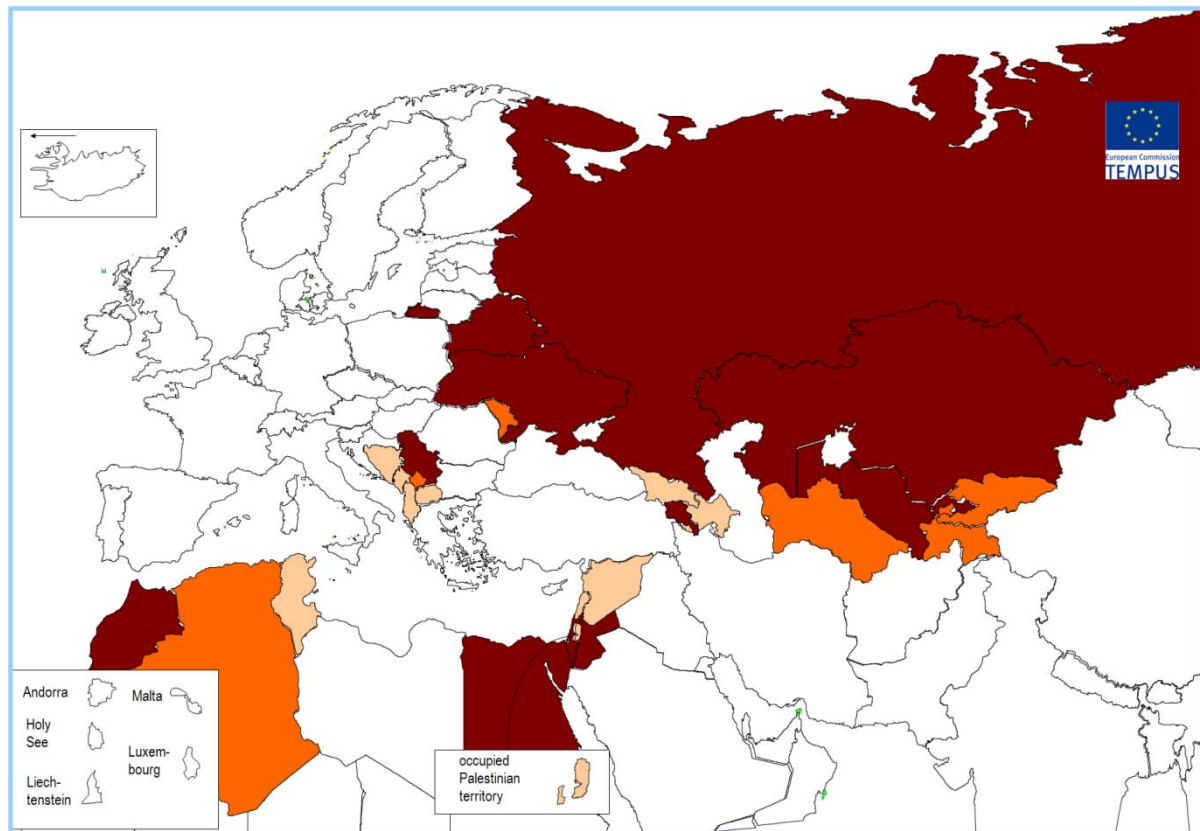 European Commission
TEMPUS
Andorra
Malta
Holy
See
Luxem-
bourg
Liech-
tenstein
occupied
Palestinian
territory